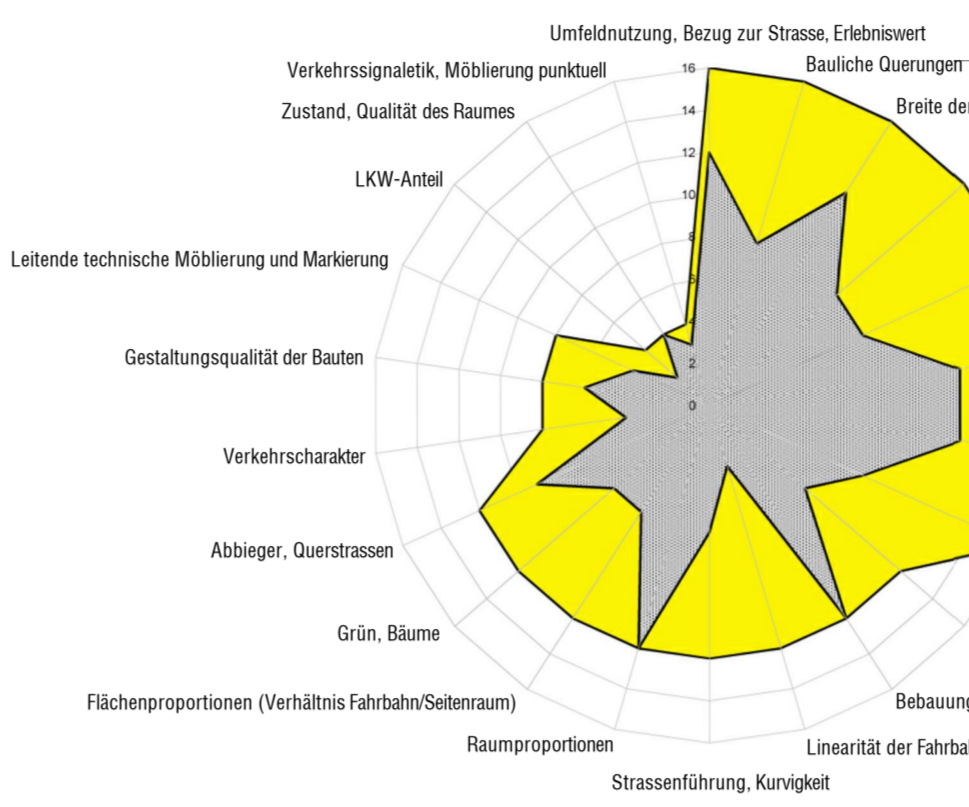 Umfeldnutzung, Bezug zur Strasse, Erlebniswert
Bauliche Querungen
Breite der
Verkehrssignaletik, Möblierung punktuell
Zustand, Qualität des Raumes
LKW-Anteil
Leitende technische Möblierung und Markierung
Gestaltungsqualität der Bauten
Verkehrscharakter
Abbieger, Querstrassen
Grün, Bäume
Flächenproportionen (Verhältnis Fahrbahn/Seitenraum)
Raumproportionen
Strassenführung, Kurvigkeit
Linearität der
16
14
12
10
8
6
4
2
0